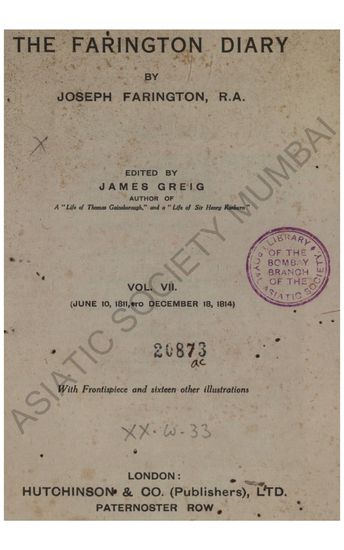 THE FARINGTON DIARY
BY
JOSEPH FARINGTON, R.A.
X
EDITED BY
JAMES GREIG
AUTHOR OF
A "Life of Thomas Gainsborough," and a "Life of Sir Henry Raeburn"
LIBRARY
OF THE
BOMBAY
BRANCH
OF THE
ROYAL ASIATIC SOCIETY
VOL. VII.
(JUNE 10, 1811, TO DECEMBER 18, 1814)
20873
ac
With Frontispiece and sixteen other illustrations
XX-W-33
LONDON:
HUTCHINSON & CO. (Publishers), LTD.
PATERNOSTER ROW
ASIATIC SOCIETY MUMBAI